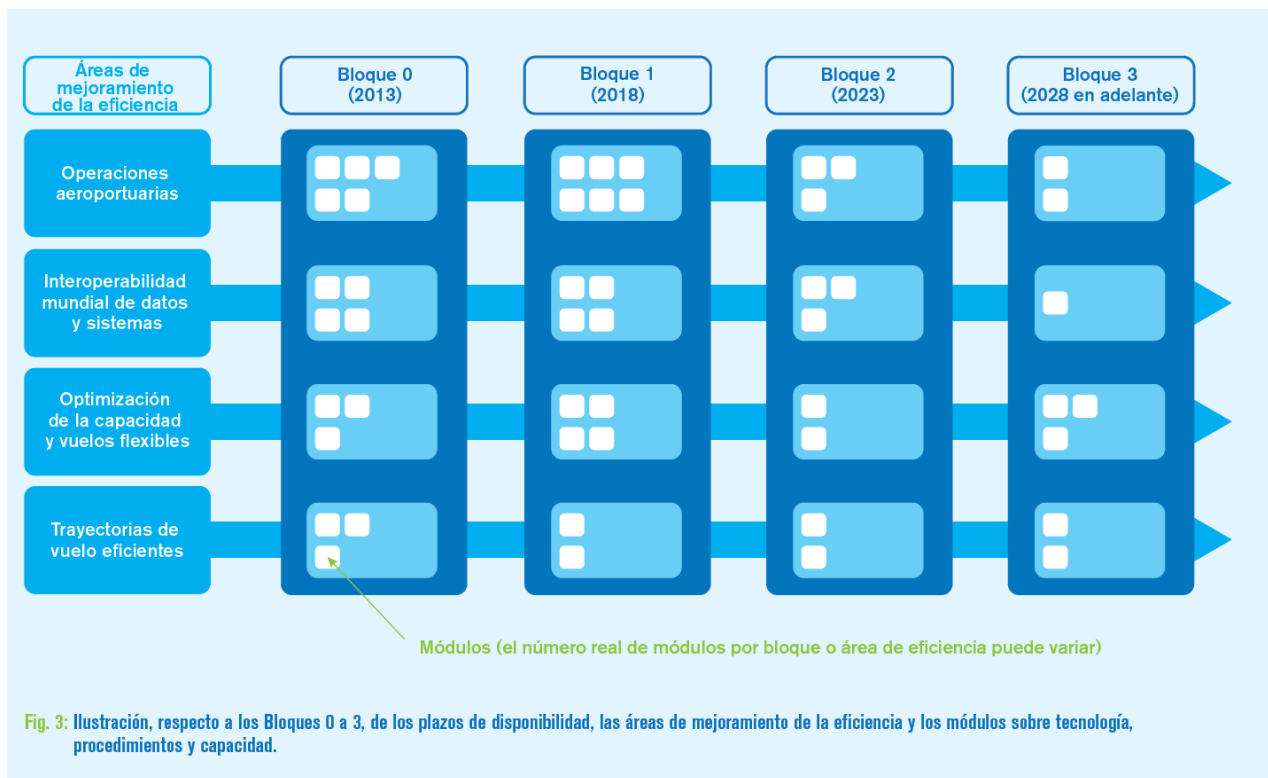 Áreas de
mejoramiento
de la eficiencia
Bloque 0
(2013)
Bloque 1
(2018)
Bloque 2
(2023)
Bloque 3
(2028 en adelante)
Operaciones
aeroportuarias
Interoperabilidad
mundial de datos
y sistemas
Optimización
de la capacidad
y vuelos flexibles
Trayectorias de
vuelo eficientes
Módulos (el número real de módulos por bloque o área de eficiencia puede variar)
Fig. 3: Ilustración, respecto a los Bloques 0 a 3, de los plazos de disponibilidad, las áreas de mejoramiento de la eficiencia y los módulos sobre tecnología,
procedimientos y capacidad.